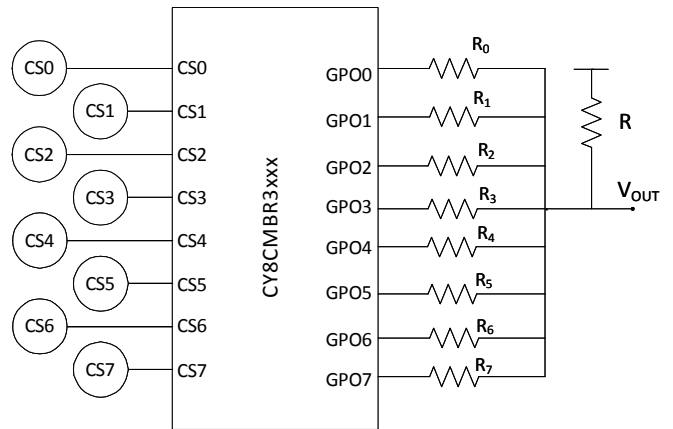 CS0
CS1
CS2
CS3
CS4
CS5
CS6
CS7
CS0
CS1
CS2
CS3
CS4
CS5
CS6
CS7
CY8CMBR3xxx
GPO0
GPO1
GPO2
GPO3
GPO4
GPO5
GPO6
GPO7
R0
R1
R2
R3
R4
R5
R6
R7
R
VOUT